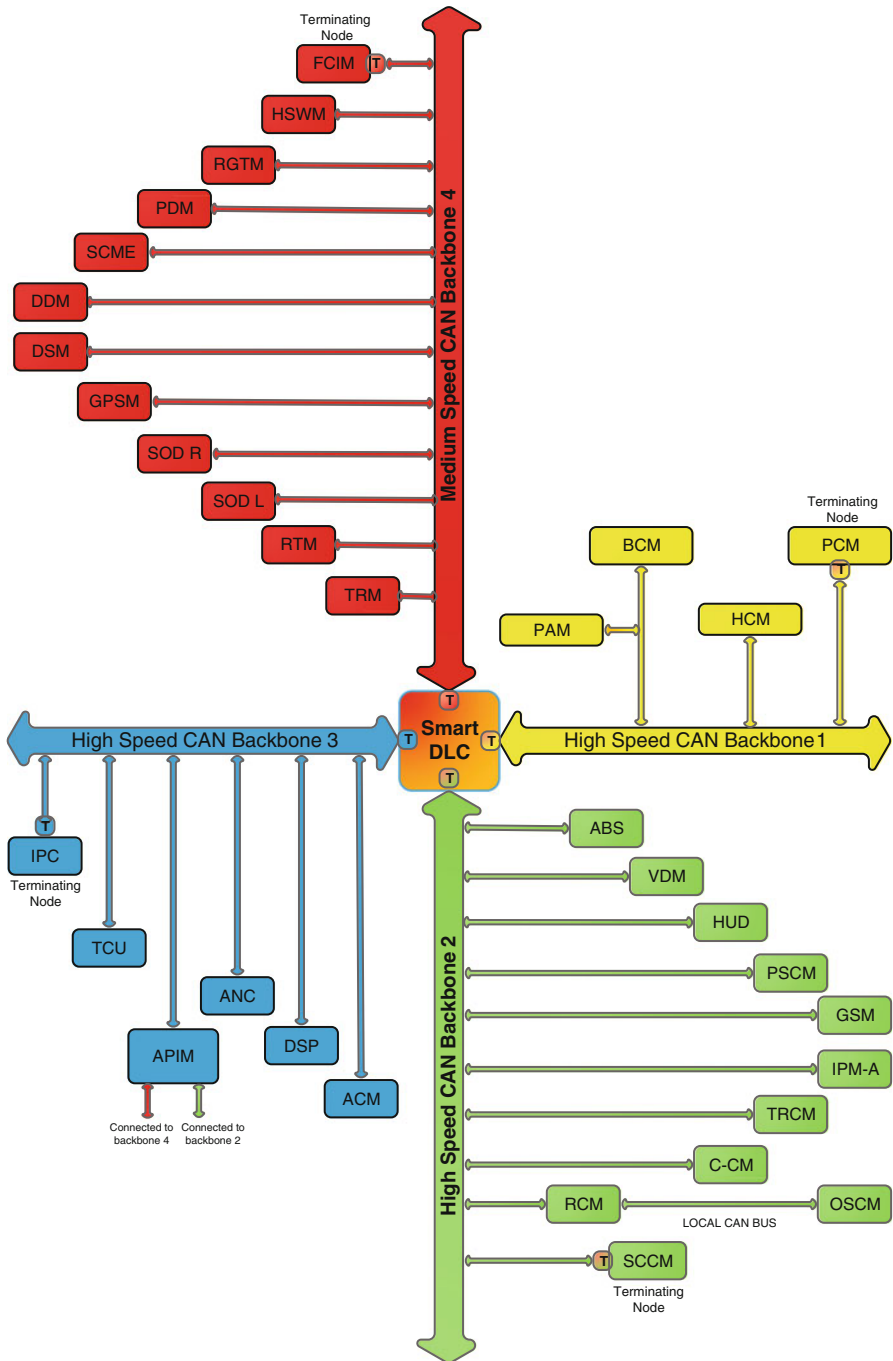 Terminating
Node
FCIM
T
HSWM
RGTM
PDM
SCME
DDM
DSM
GPSM
SOD R
SOD L
RTM
TRM
Medium Speed CAN Backbone 4
Terminating
Node
BCM
PCM
T
PAM
HCM
T
High Speed CAN Backbone 3
T
Smart
DLC
T
High Speed CAN Backbone1
T
T
IPC
Terminating
Node
TCU
ANC
APIM
DSP
ACM
Connected to
backbone 4
Connected to
backbone 2
High Speed CAN Backbone 2
ABS
VDM
HUD
PSCM
GSM
IPM-A
TRCM
C-CM
RCM
LOCAL CAN BUS
OSCM
T
SCCM
Terminating
Node